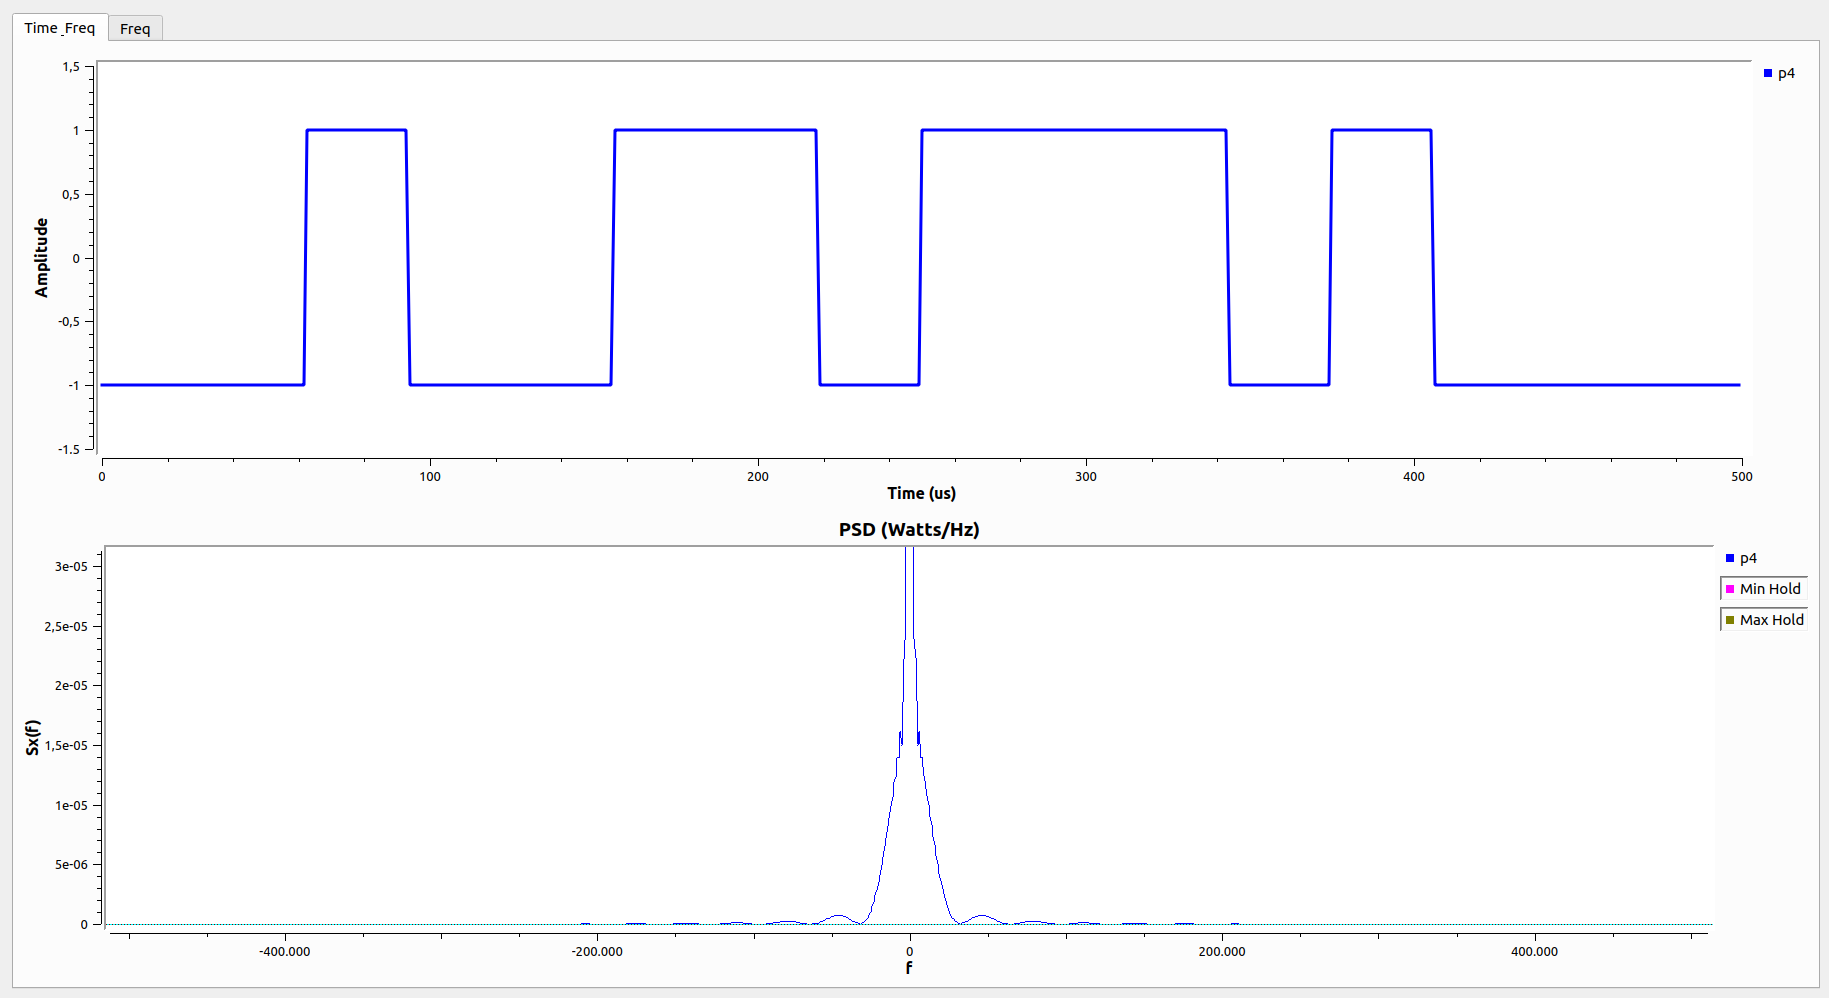 Time_Freq
Freq
1,5
1
0,5
0
-0,5
-1
-1.5
Amplitude
0
100
200
300
400
500
Time (us)
p4
PSD (Watts/Hz)
3e-05
2,5e-05
2e-05
1,5e-05
1e-05
5e-06
0
Sx(f)
-400.000
-200.000
0
200.000
400.000
f
p4
Min Hold
Max Hold